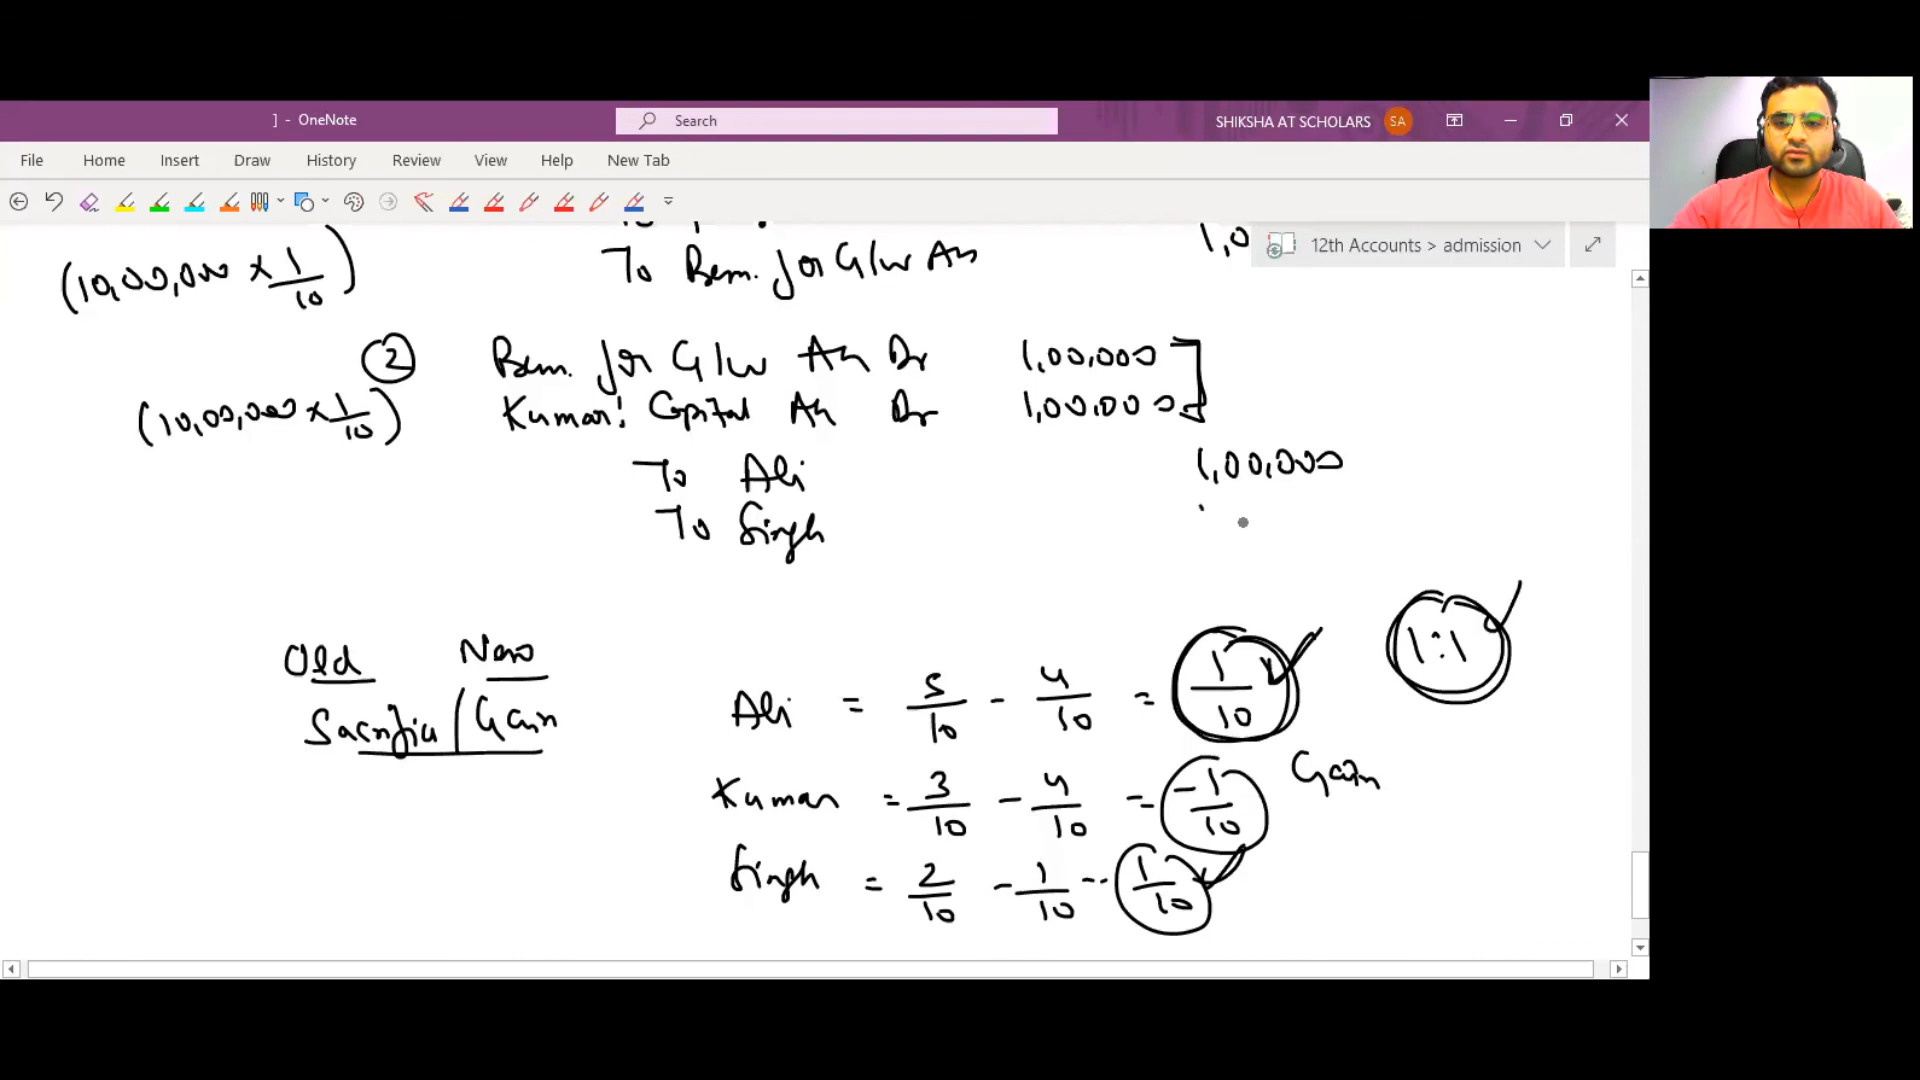 ] - OneNote
Search
SHIKSHA AT SCHOLARS SA
File Home Insert Draw History Review View Help New Tab
12th Accounts > admission
(10,00,000 × 1/10)
To Prem. for G/w A/c 1,0
(2) Prem. for G/w A/c Dr 1,00,000
(10,00,000 × 1/10) Kumar's Capital A/c Dr 1,00,000
To Ali 1,00,000
To Singh
Old New
Sacrifice / Gain
1:1
Ali = 5/10 - 4/10 = 1/10
Kumar = 3/10 - 4/10 = -1/10 Gain
Singh = 2/10 - 1/10 = 1/10